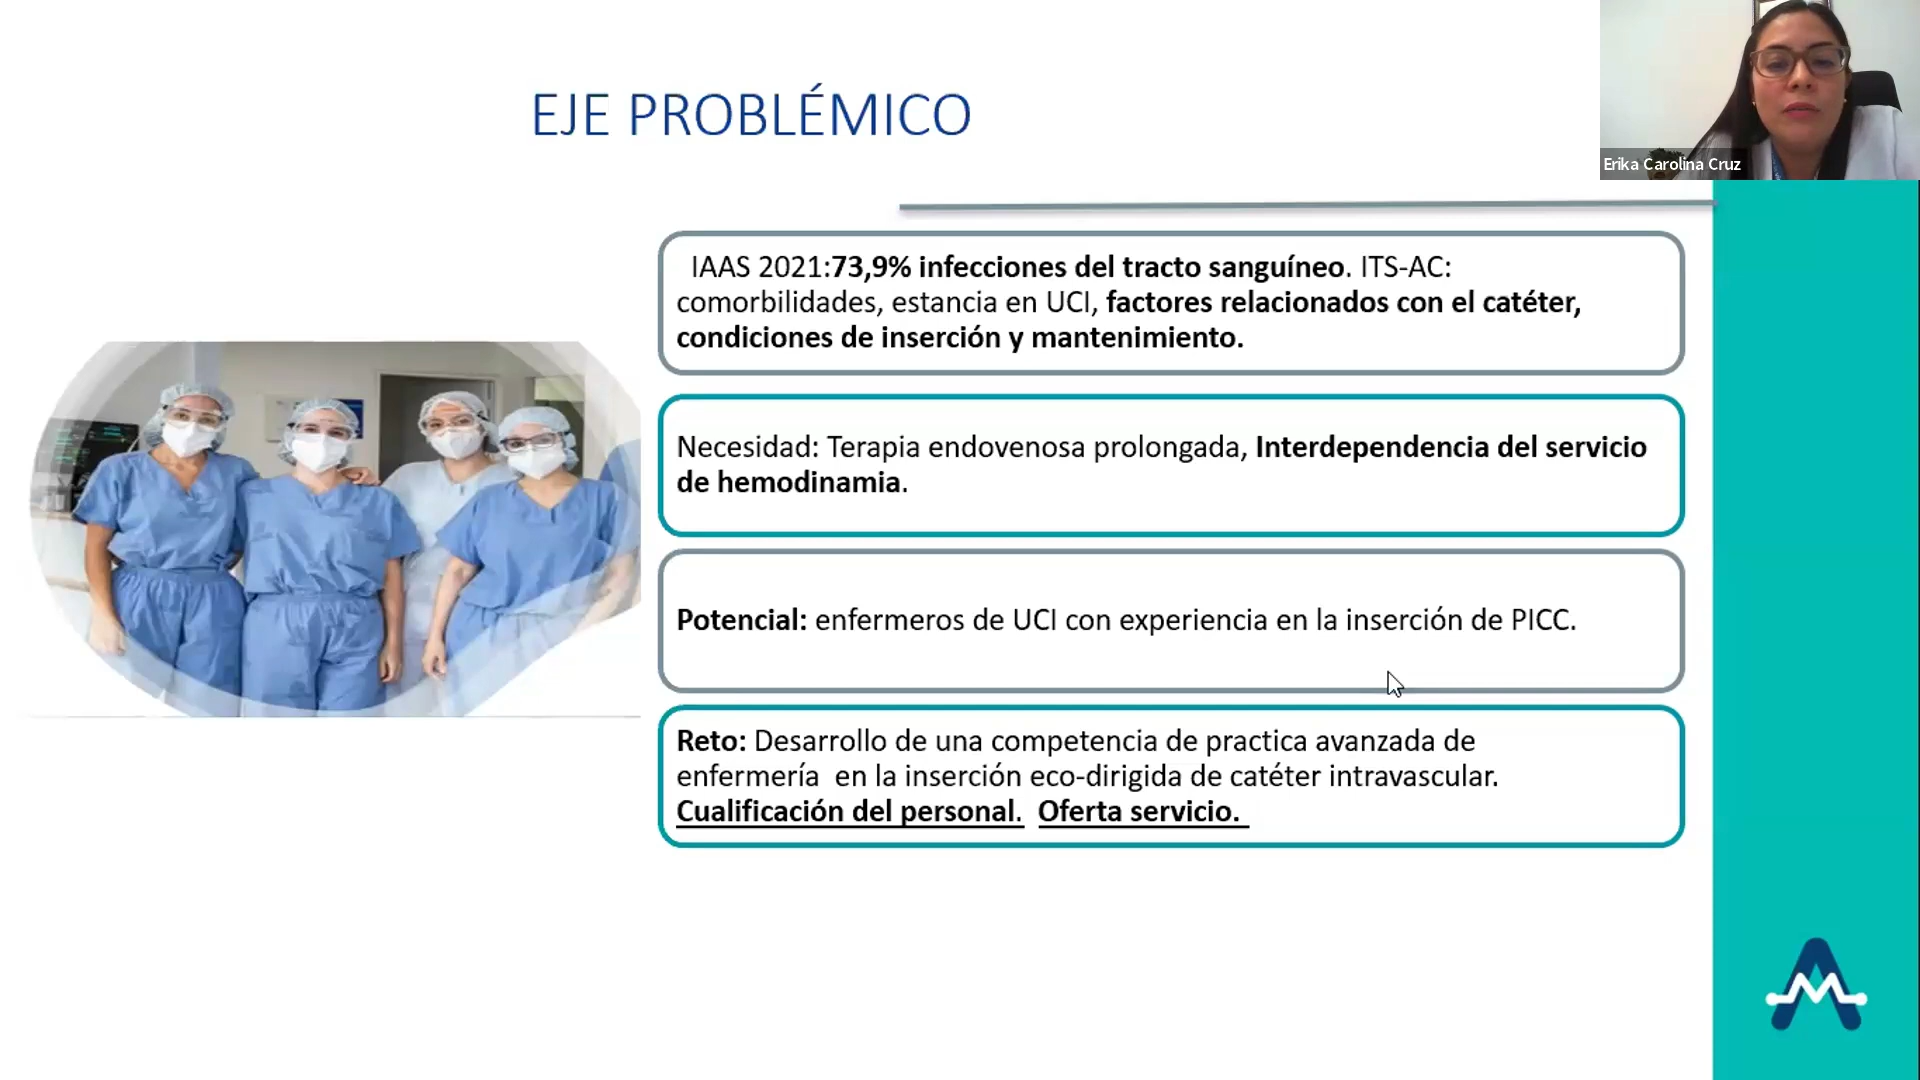 EJE PROBLÉMICO
Erika Carolina Cruz
IAAS 2021:73,9% infecciones del tracto sanguíneo. ITS-AC:
comorbilidades, estancia en UCI, factores relacionados con el catéter,
condiciones de inserción y mantenimiento.
Necesidad: Terapia endovenosa prolongada, Interdependencia del servicio
de hemodinamia.
Potencial: enfermeros de UCI con experiencia en la inserción de PICC.
Reto: Desarrollo de una competencia de practica avanzada de
enfermería  en la inserción eco-dirigida de catéter intravascular.
Cualificación del personal.  Oferta servicio.